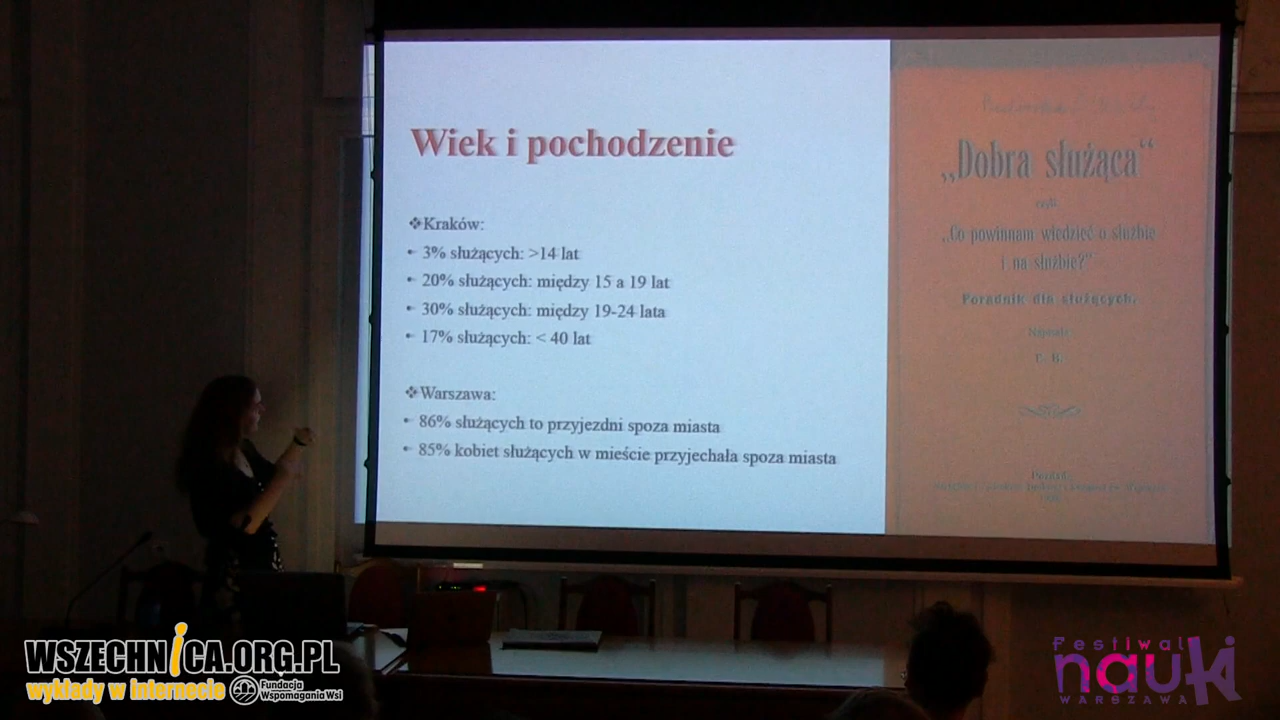 Wiek i pochodzenie
❖Kraków:
• 3% służących: >14 lat
• 20% służących: między 15 a 19 lat
• 30% służących: między 19-24 lata
• 17% służących: < 40 lat
❖Warszawa:
• 86% służących to przyjezdni spoza miasta
• 85% kobiet służących w mieście przyjechała spoza miasta
„Dobra służąca“
czyli
„Co powinnam wiedzieć o służbie
i na służbie?“
Poradnik dla służących.
Napisała
WSZECHNICA.ORG.PL
wykłady w internecie
Fundacja
Wspomagania Wsi
Festiwal
nauki
WARSZAWA